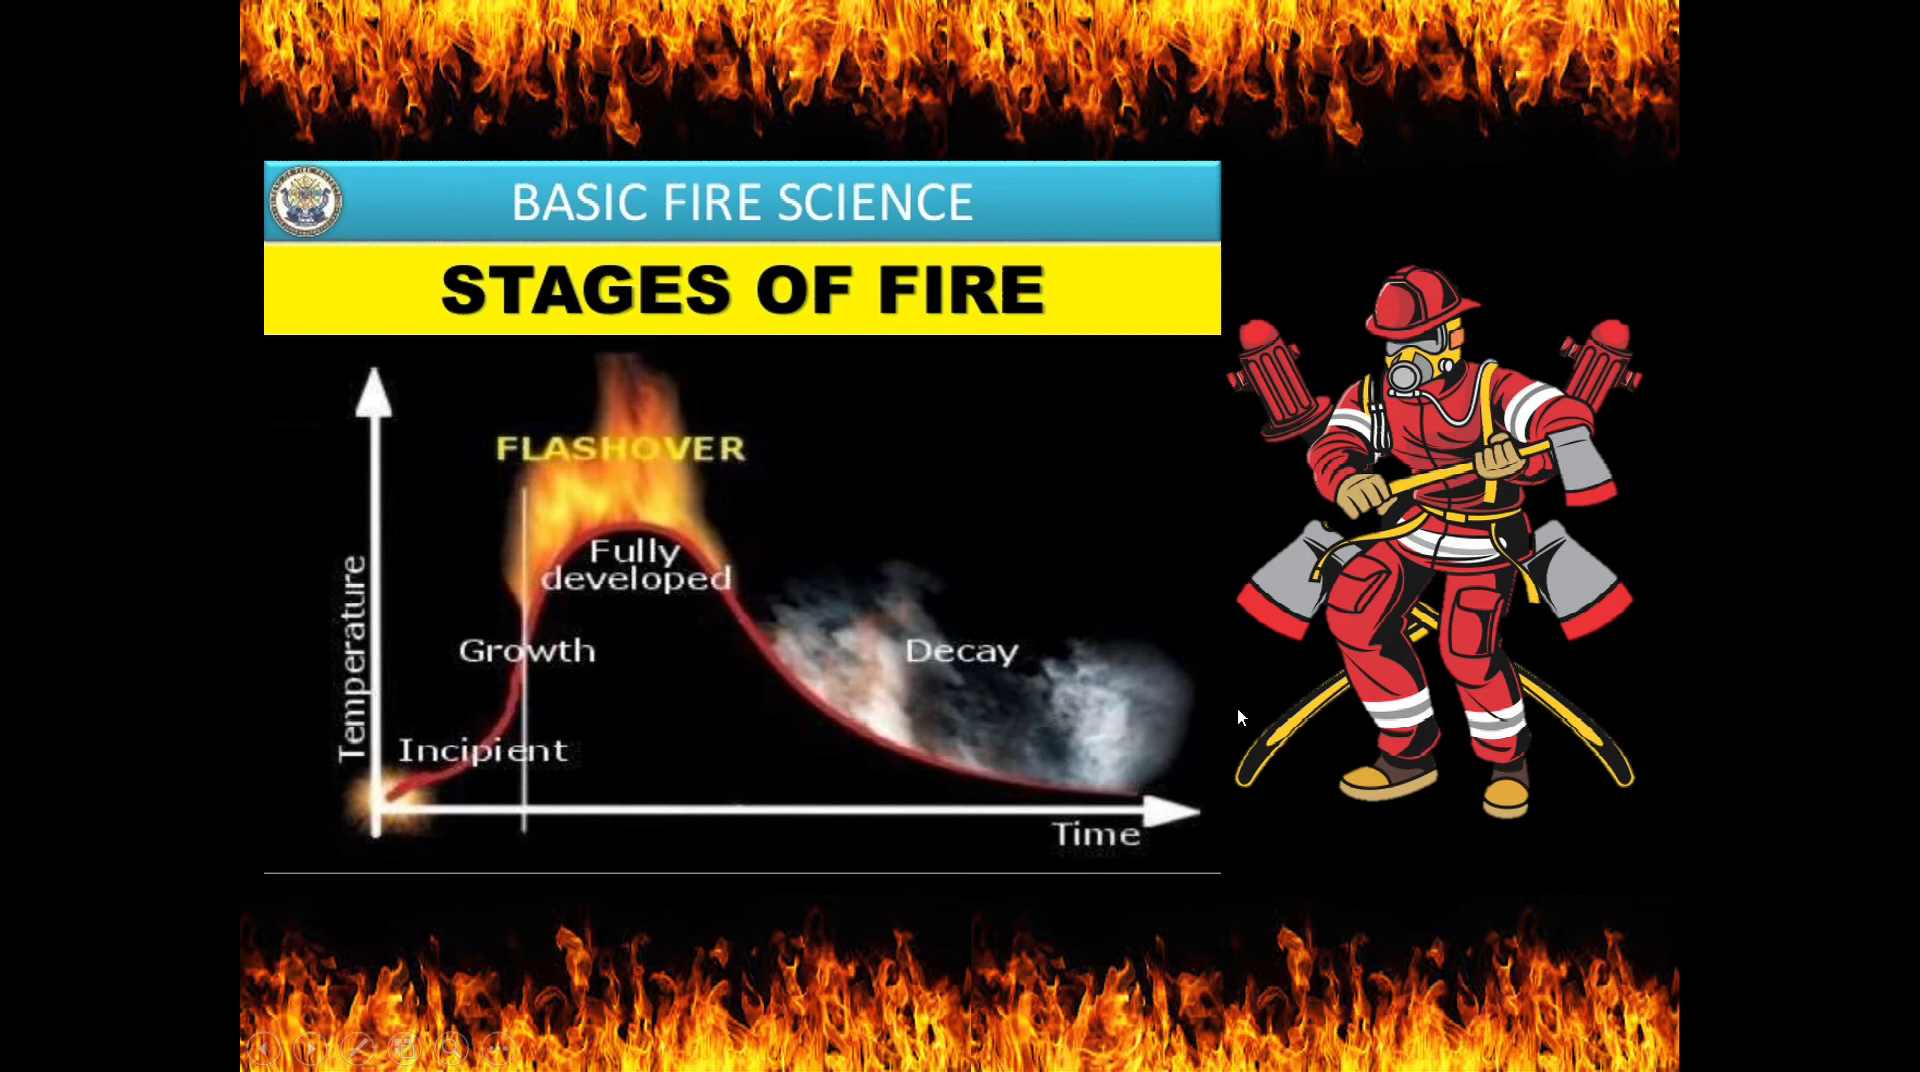 BASIC FIRE SCIENCE
STAGES OF FIRE
FLASHOVER
Fully
developed
Growth
Decay
Incipient
Temperature
Time